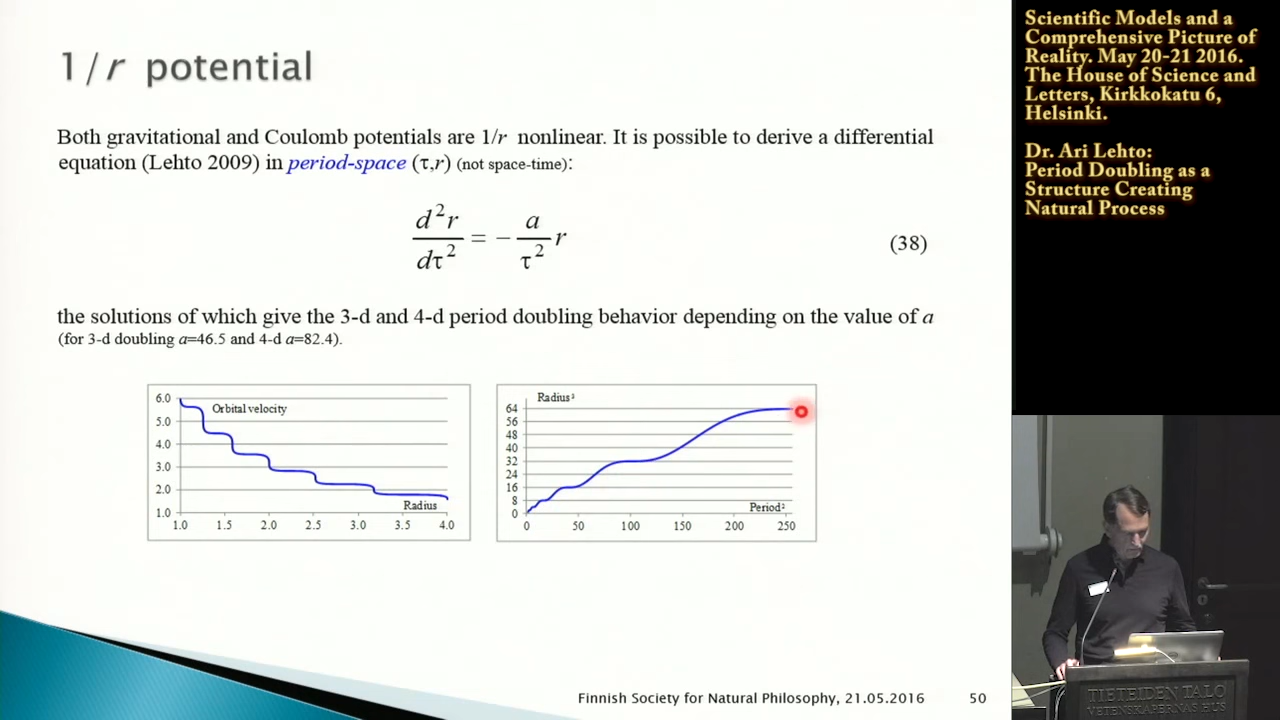 1/r potential
Both gravitational and Coulomb potentials are 1/r nonlinear. It is possible to derive a differential
equation (Lehto 2009) in period-space (τ,r) (not space-time):
d²r/dτ² = − a/τ² r (38)
the solutions of which give the 3-d and 4-d period doubling behavior depending on the value of a
(for 3-d doubling a=46.5 and 4-d a=82.4).
6.0
5.0
4.0
3.0
2.0
1.0
Orbital velocity
Radius
1.0 1.5 2.0 2.5 3.0 3.5 4.0
Radius³
64
56
48
40
32
24
16
8
0
Period²
0 50 100 150 200 250
Finnish Society for Natural Philosophy, 21.05.2016 50
Scientific Models and a
Comprehensive Picture of
Reality. May 20-21 2016.
The House of Science and
Letters, Kirkkokatu 6,
Helsinki.
Dr. Ari Lehto:
Period Doubling as a
Structure Creating
Natural Process
TIETEIDEN TALO
VETENSKAPERNAS HUS